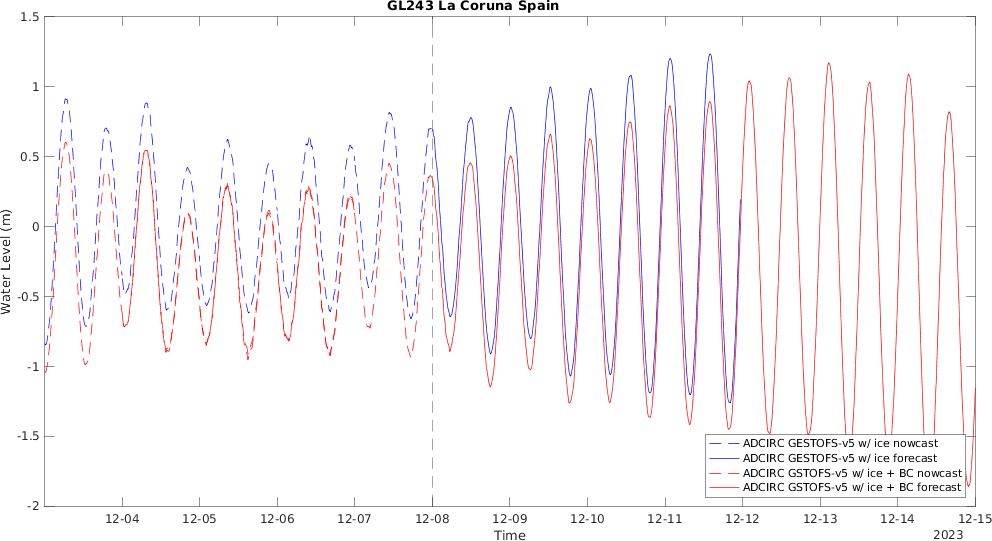 GL243 La Coruna Spain
1.5
1
0.5
0
-0.5
-1
-1.5
-2
Water Level (m)
ADCIRC GESTOFS-v5 w/ ice nowcast
ADCIRC GESTOFS-v5 w/ ice forecast
ADCIRC GSTOFS-v5 w/ ice + BC nowcast
ADCIRC GSTOFS-v5 w/ ice + BC forecast
12-04 12-05 12-06 12-07 12-08 12-09 12-10 12-11 12-12 12-13 12-14 12-15
Time
2023